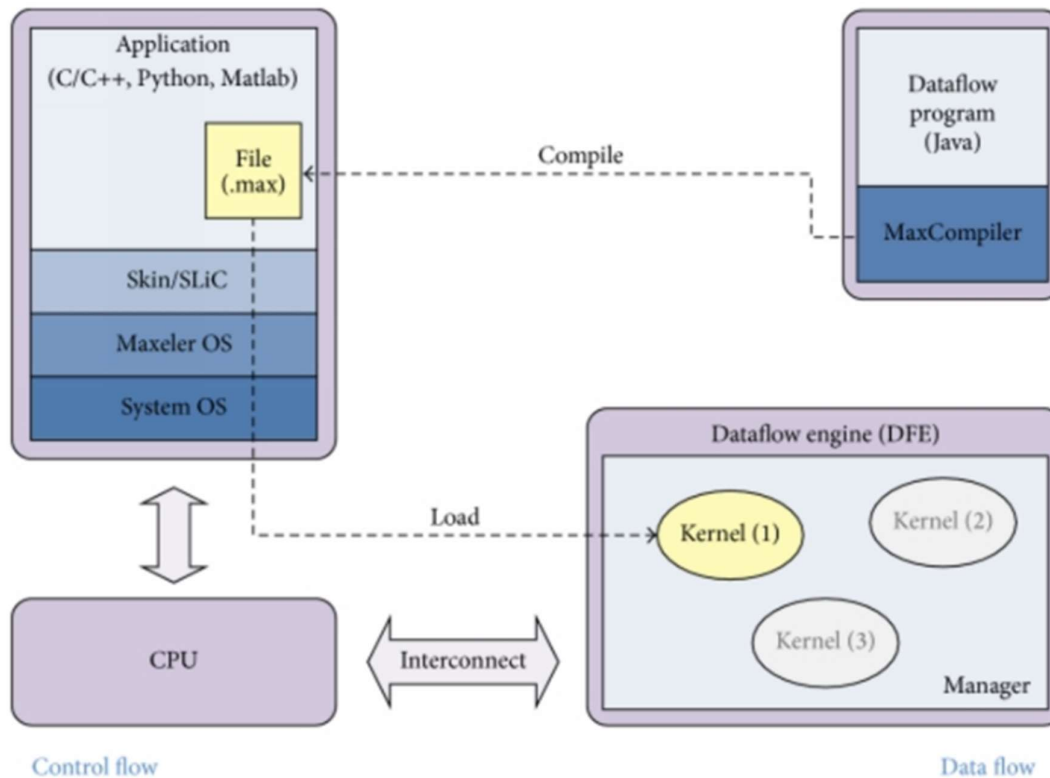 Application
(C/C++, Python, Matlab)
File
(.max)
Skin/SLiC
Maxeler OS
System OS
Compile
Dataflow
program
(Java)
MaxCompiler
Load
Dataflow engine (DFE)
Kernel (1)
Kernel (2)
Kernel (3)
Manager
CPU
Interconnect
Control flow
Data flow